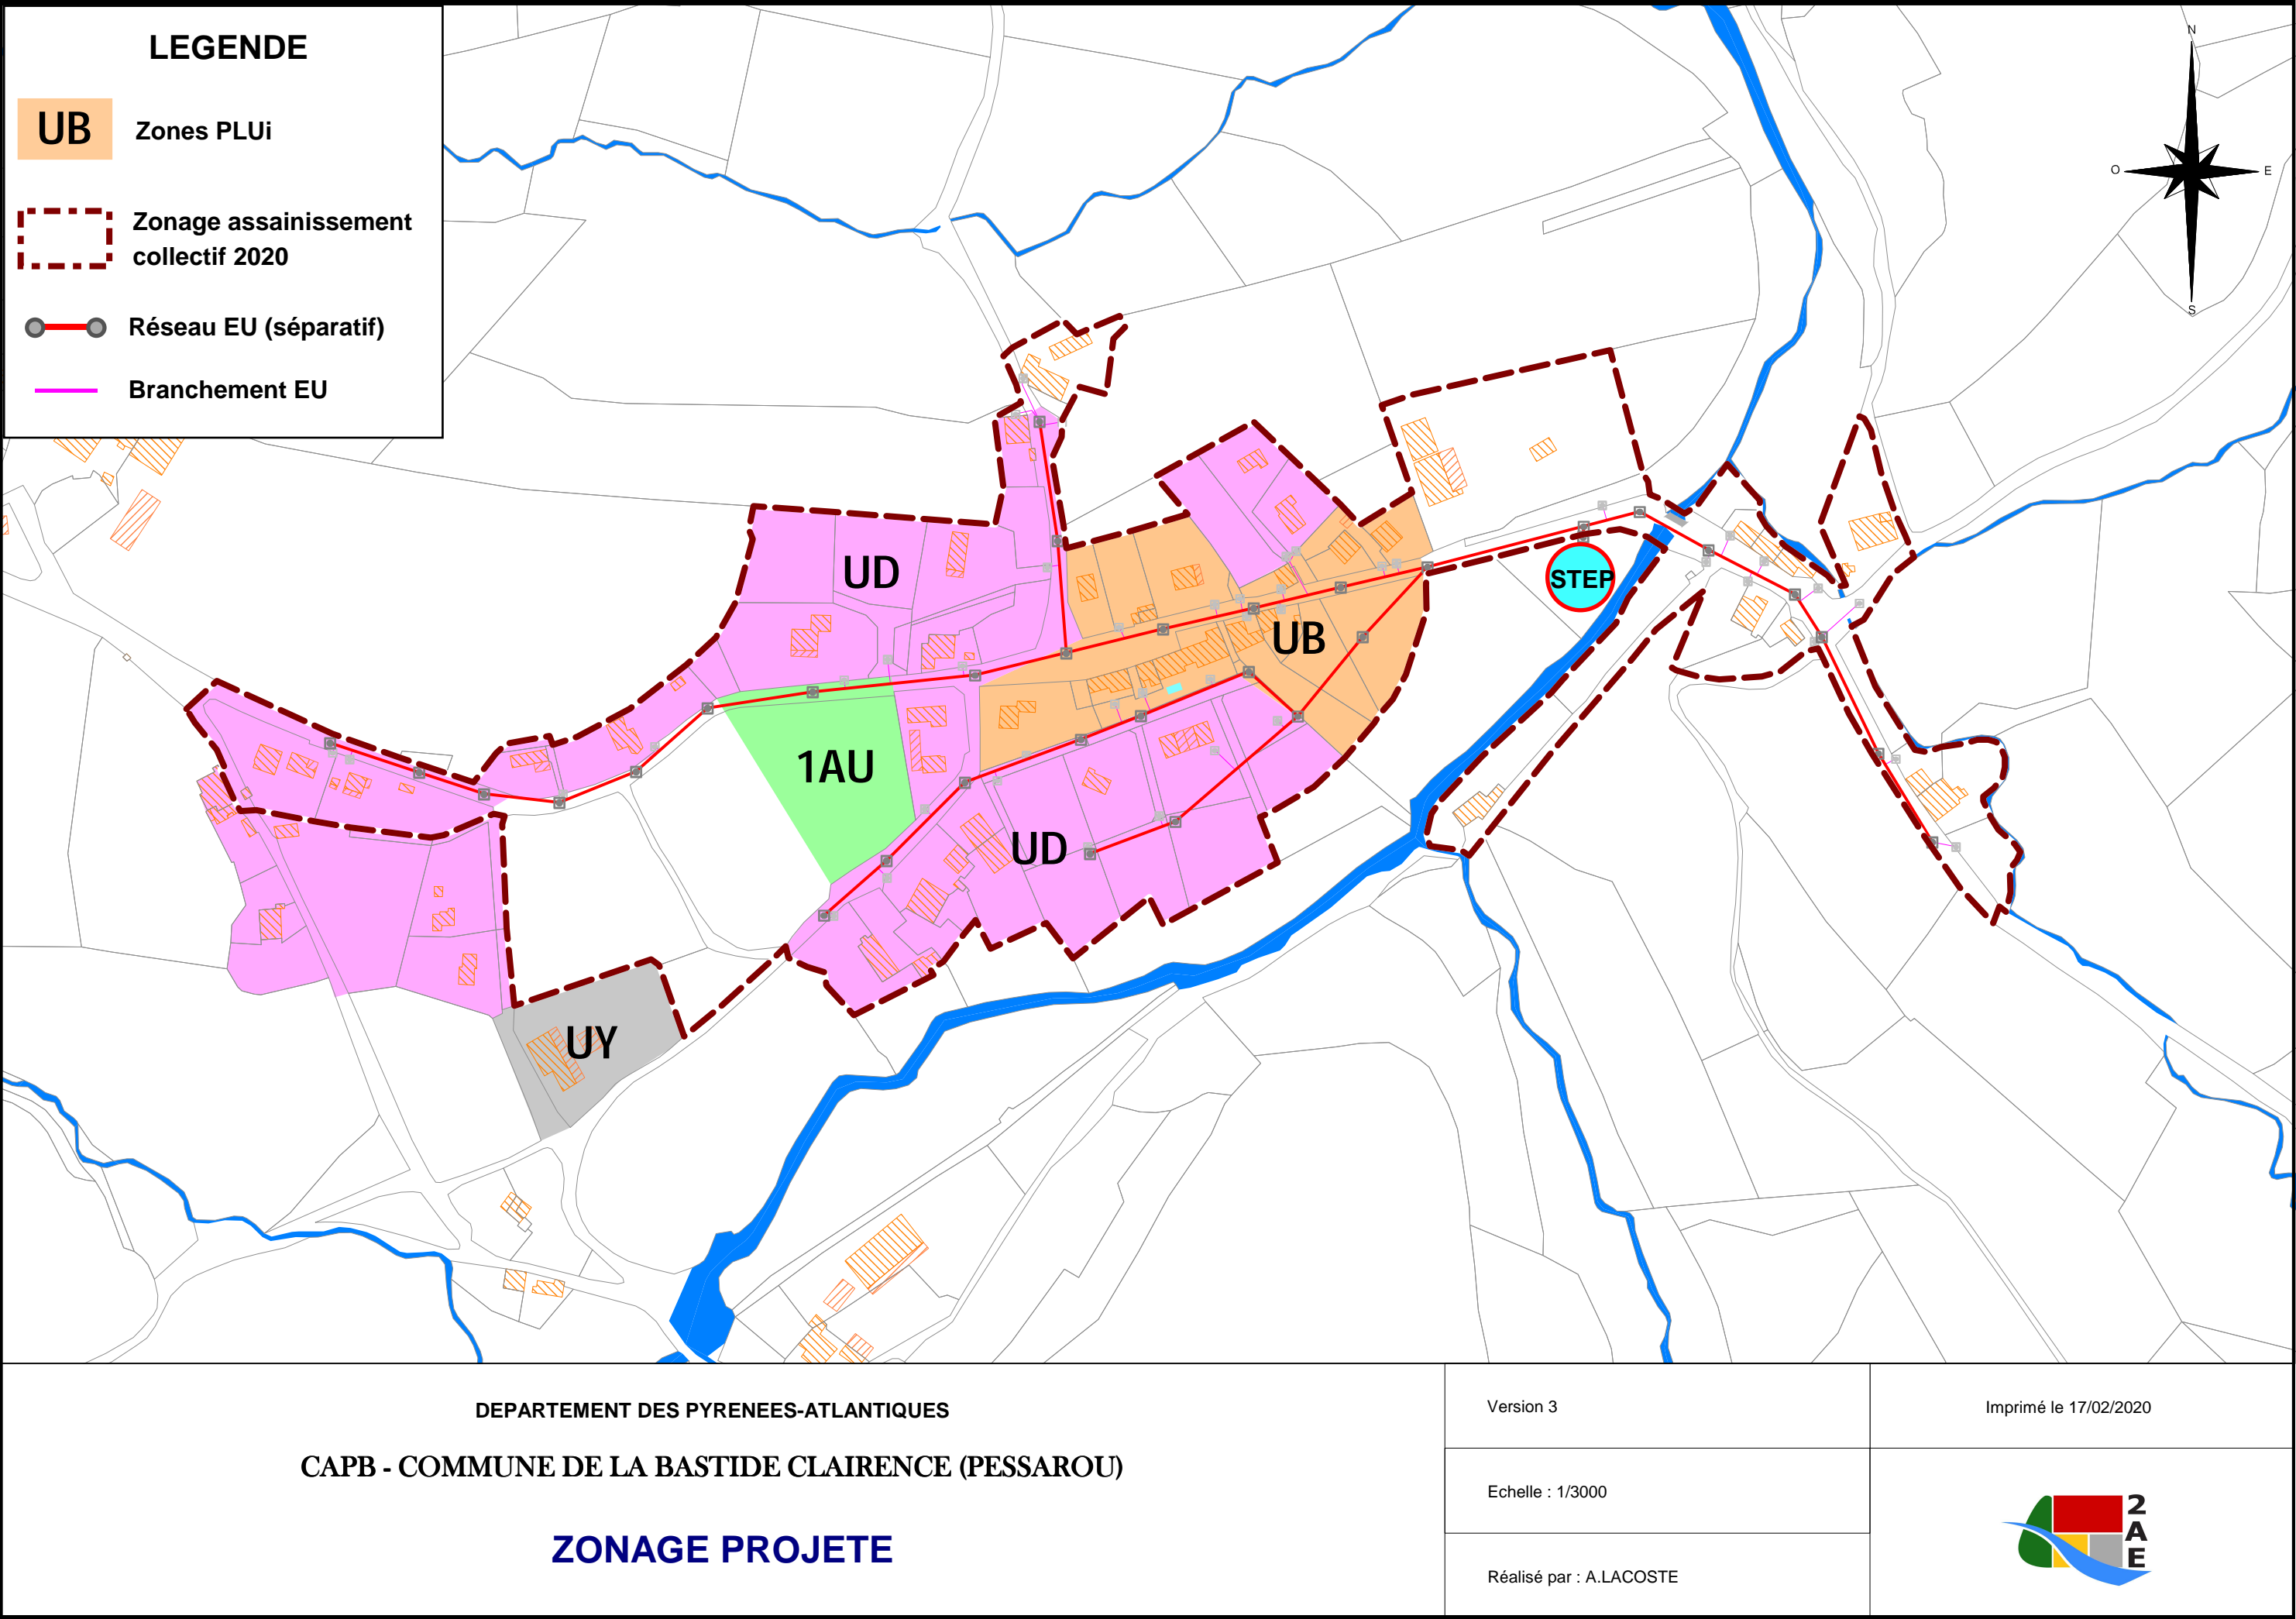 LEGENDE
UB
Zones PLUi
Zonage assainissement
collectif 2020
Réseau EU (séparatif)
Branchement EU
N
O
E
S
UD
STEP
UB
1AU
UD
UY
DEPARTEMENT DES PYRENEES-ATLANTIQUES
CAPB - COMMUNE DE LA BASTIDE CLAIRENCE (PESSAROU)
ZONAGE PROJETE
Version 3
Imprimé le 17/02/2020
Echelle : 1/3000
Réalisé par : A.LACOSTE
2
A
E